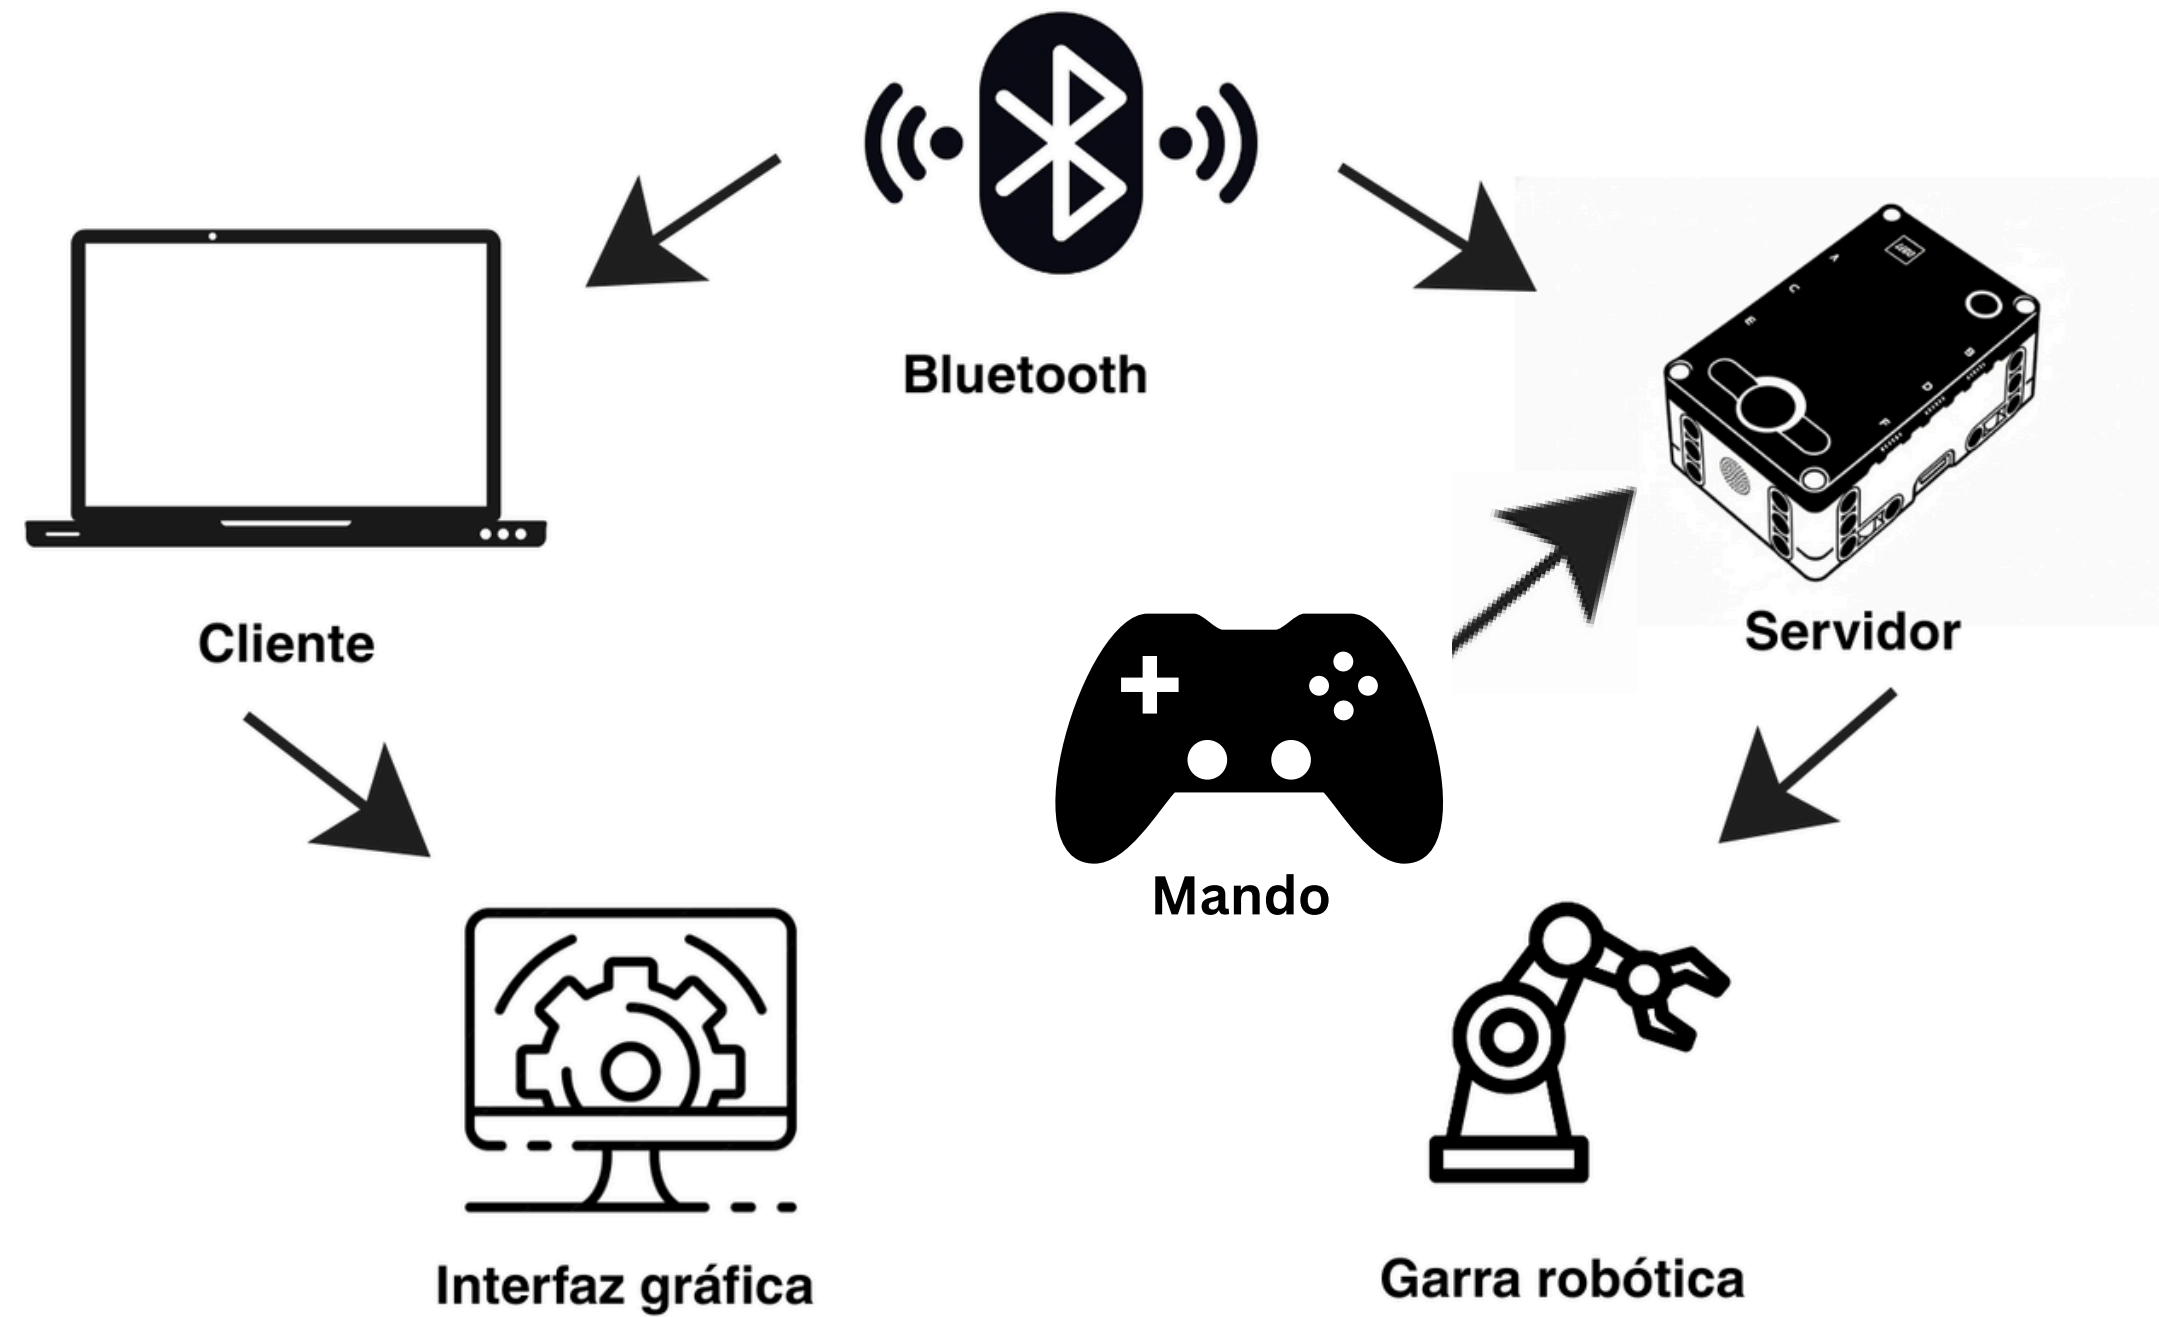 Bluetooth
A
C
E
B
D
F
Cliente
Servidor
Mando
Interfaz gráfica
Garra robótica